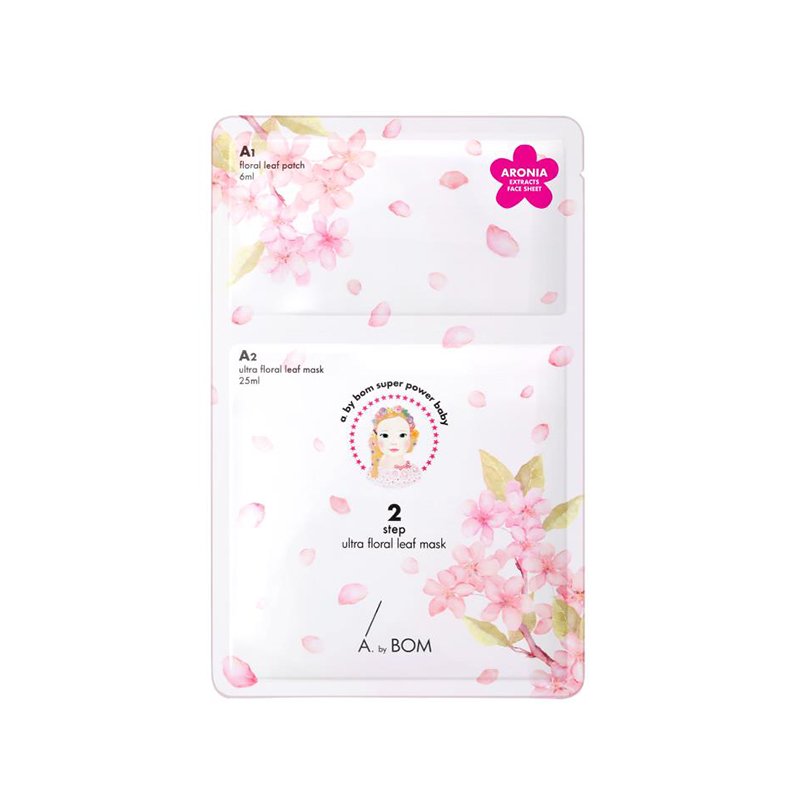 A1
floral leaf patch
6ml
ARONIA
EXTRACTS
FACE SHEET
A2
ultra floral leaf mask
25ml
a. by bom super power baby
2
step
ultra floral leaf mask
A. by BOM